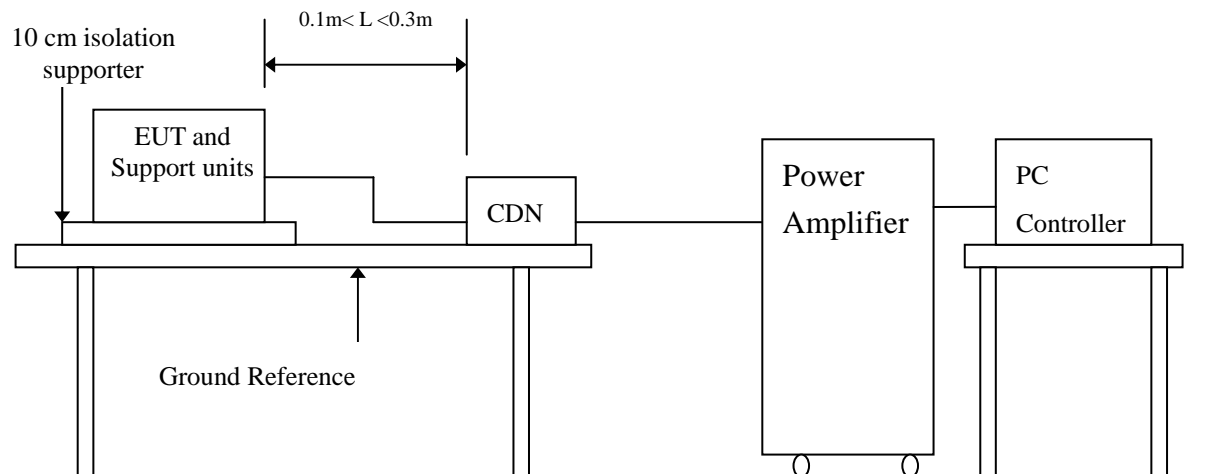 0.1m< L <0.3m
10 cm isolation
supporter
EUT and
Support units
CDN
Power
Amplifier
PC
Controller
Ground Reference